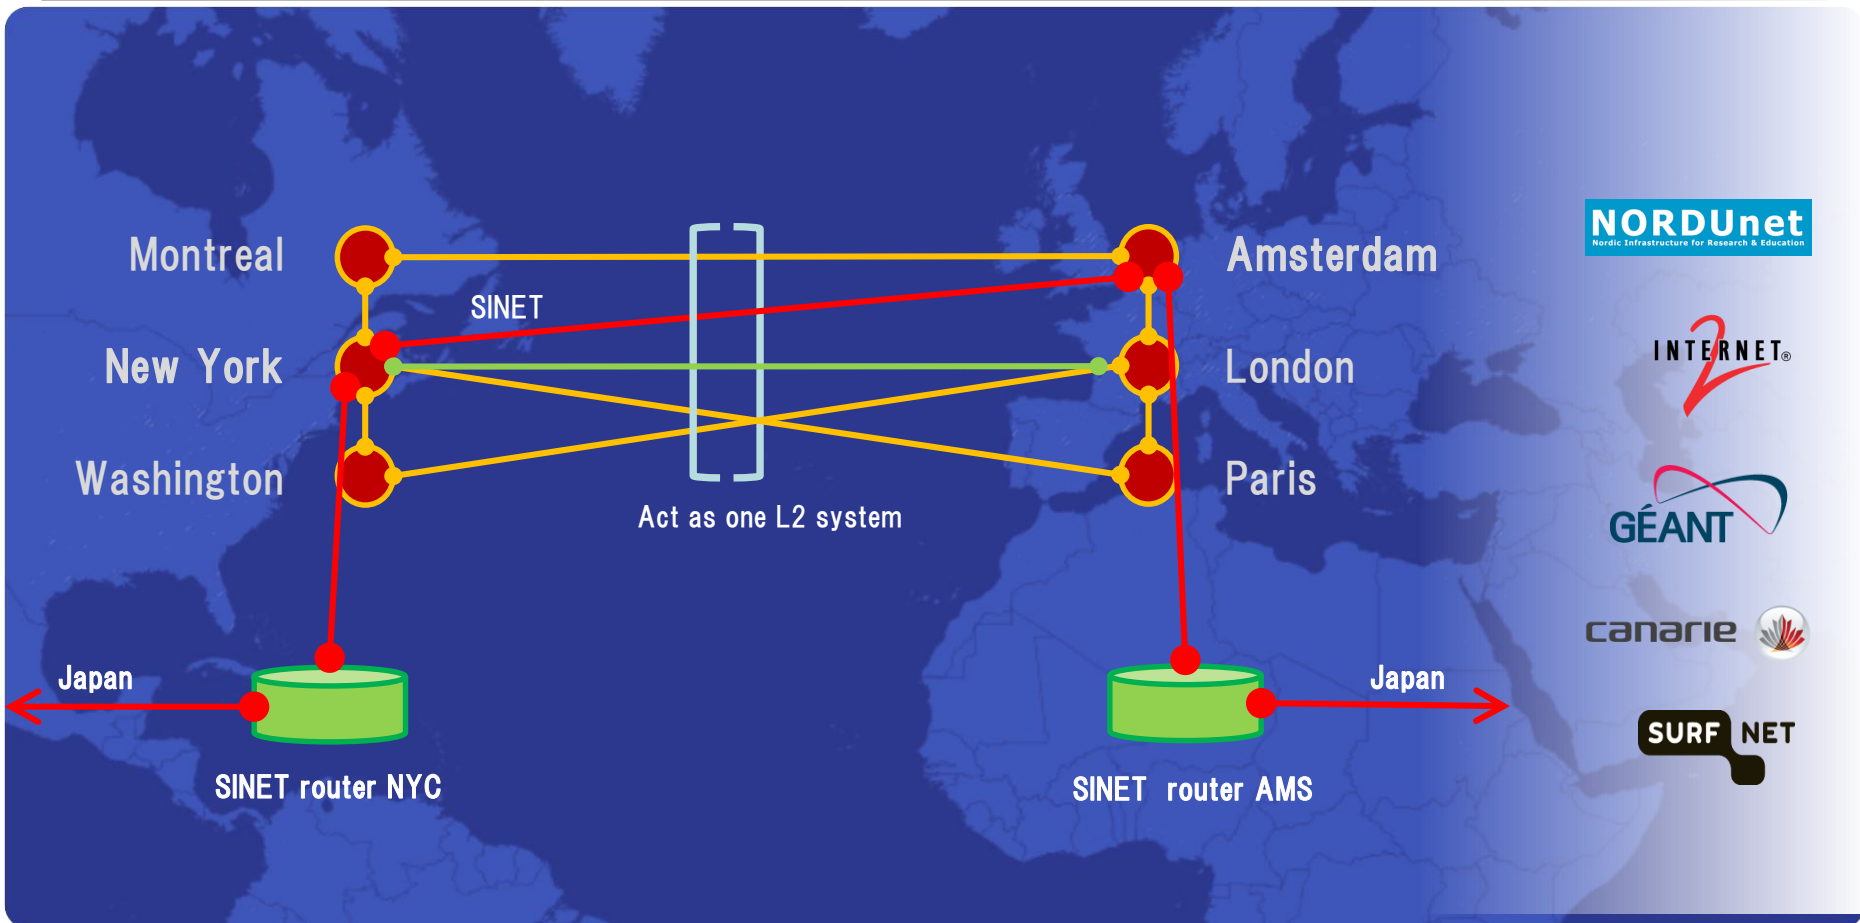 Montreal
New York
Washington
SINET
Act as one L2 system
Amsterdam
London
Paris
Japan
SINET router NYC
Japan
SINET router AMS
NORDUnet
Nordic Infrastructure for Research & Education
INTERNET®
2
GÉANT
canarie
SURF NET